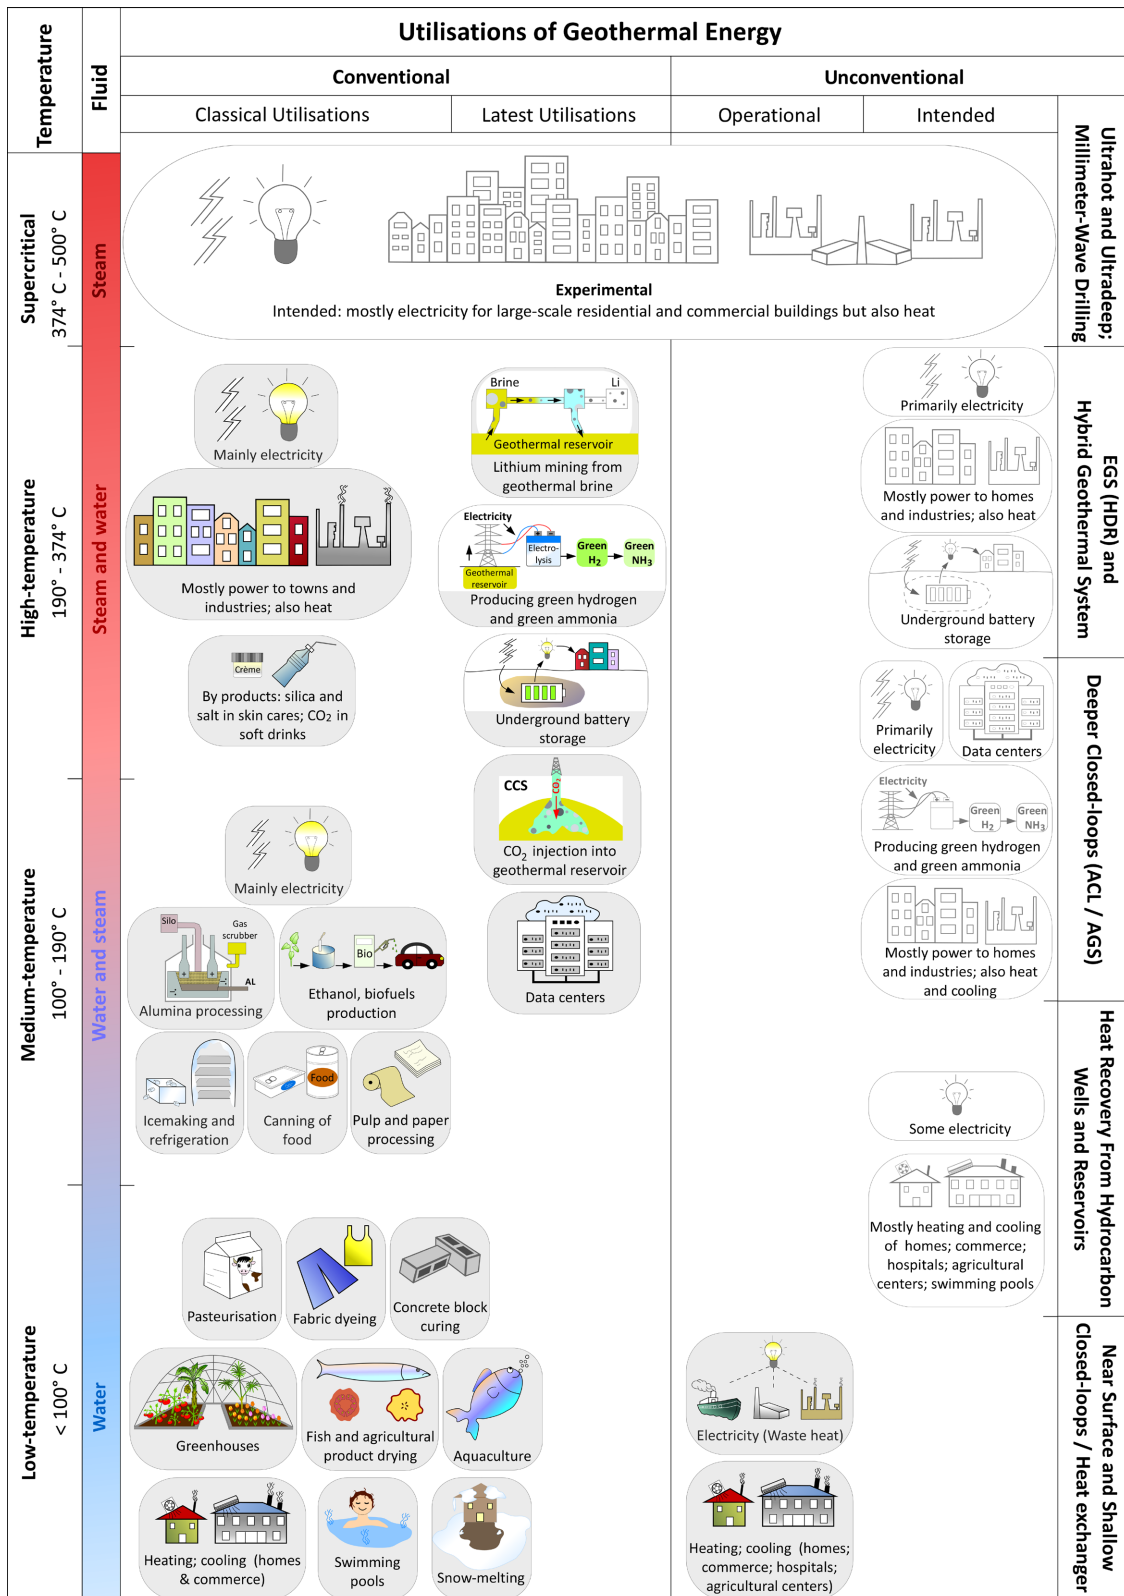 Utilisations of Geothermal Energy
Temperature
Fluid
Conventional
Unconventional
Classical Utilisations
Latest Utilisations
Operational
Intended
Supercritical
374° C - 500° C
Steam
Experimental
Intended: mostly electricity for large-scale residential and commercial buildings but also heat
Ultrahot and Ultradeep;
Millimeter-Wave Drilling
High-temperature
190° - 374° C
Steam and water
Mainly electricity
Mostly power to towns and
industries; also heat
Crème
By products: silica and
salt in skin cares; CO₂ in
soft drinks
Brine
Li
Geothermal reservoir
Lithium mining from
geothermal brine
Electricity
Geothermal
reservoir
Electro-
lysis
Green
H₂
Green
NH₃
Producing green hydrogen
and green ammonia
Underground battery
storage
CCS
CO₂
CO₂ injection into
geothermal reservoir
Data centers
Primarily electricity
Mostly power to homes
and industries; also heat
Underground battery
storage
EGS (HDR) and
Hybrid Geothermal System
Primarily
electricity
Data centers
Electricity
Green
H₂
Green
NH₃
Producing green hydrogen
and green ammonia
Mostly power to homes
and industries; also heat
and cooling
Deeper Closed-loops (ACL / AGS)
Medium-temperature
100° - 190° C
Water and steam
Mainly electricity
Silo
Gas
scrubber
AL
Alumina processing
Bio
Ethanol, biofuels
production
Icemaking and
refrigeration
Food
Canning of
food
Pulp and paper
processing
Some electricity
Mostly heating and cooling
of homes; commerce;
hospitals; agricultural
centers; swimming pools
Heat Recovery From Hydrocarbon
Wells and Reservoirs
Low-temperature
< 100° C
Water
Pasteurisation
Fabric dyeing
Concrete block
curing
Greenhouses
Fish and agricultural
product drying
Aquaculture
Heating; cooling (homes
& commerce)
Swimming
pools
Snow-melting
Electricity (Waste heat)
Heating; cooling (homes;
commerce; hospitals;
agricultural centers)
Near Surface and Shallow
Closed-loops / Heat exchanger